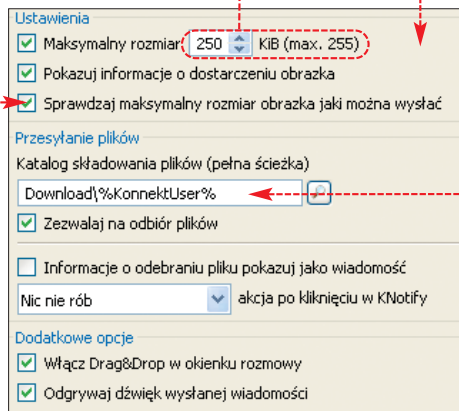 Ustawienia
Maksymalny rozmiar 250 KiB (max. 255)
Pokazuj informacje o dostarczeniu obrazka
Sprawdzaj maksymalny rozmiar obrazka jaki można wysłać
Przesyłanie plików
Katalog składowania plików (pełna ścieżka)
Download\%KonnektUser%
Zezwalaj na odbiór plików
Informacje o odebraniu pliku pokazuj jako wiadomość
Nic nie rób akcja po kliknięciu w KNotify
Dodatkowe opcje
Włącz Drag&Drop w okienku rozmowy
Odgrywaj dźwięk wysłanej wiadomości